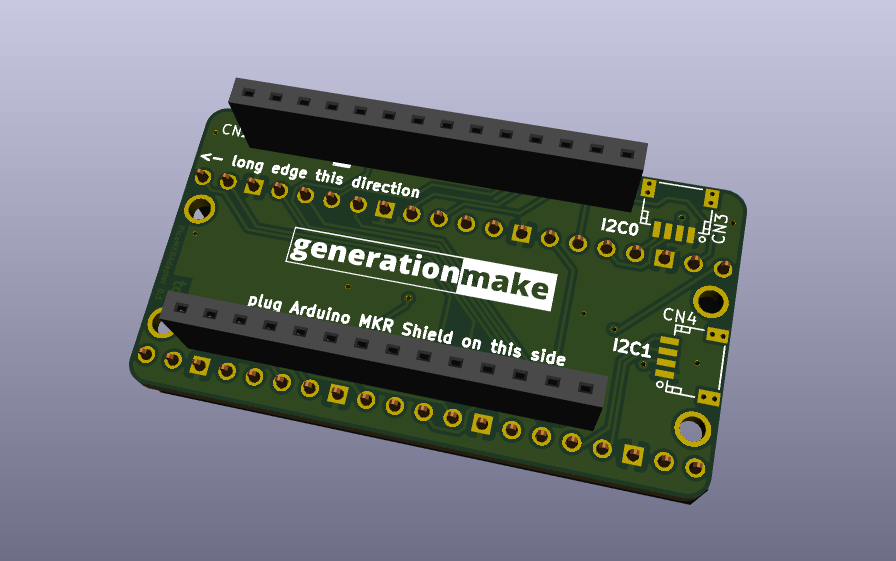 <- long edge this direction
I2C0
CN3
generationmake
CN4
plug Arduino MKR Shield on this side
I2C1